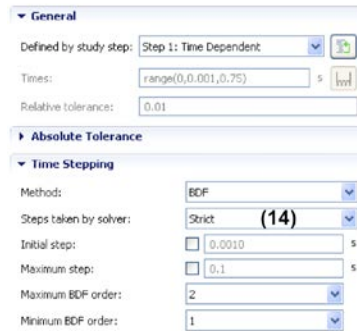 General
Defined by study step: Step 1: Time Dependent
Times: range(0,0.001,0.75) s
Relative tolerance: 0.01
Absolute Tolerance
Time Stepping
Method: BDF
Steps taken by solver: Strict (14)
Initial step: 0.0010 s
Maximum step: 0.1 s
Maximum BDF order: 2
Minimum BDF order: 1